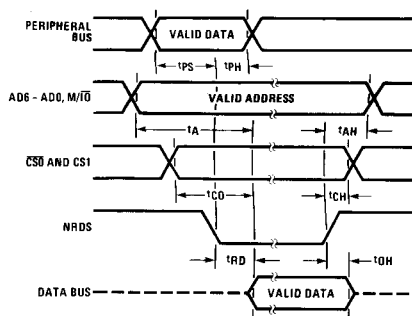 PERIPHERAL
BUS
VALID DATA
tPS
tPH
AD6 - AD0, M/IO
VALID ADDRESS
tA
tAH
CS0 AND CS1
tCO
tCH
NRDS
tRD
tOH
DATA BUS
VALID DATA